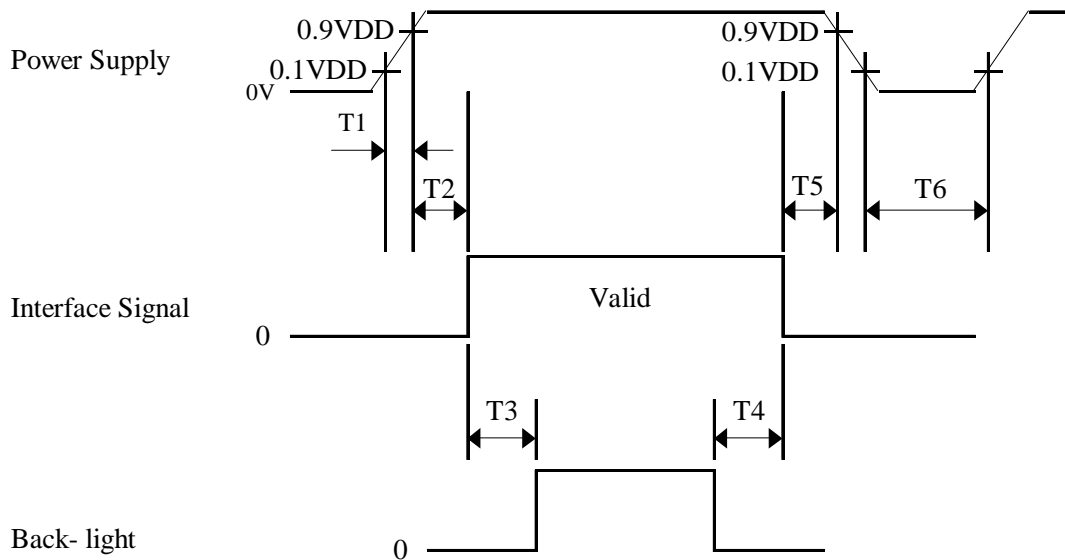 0.9VDD
0.9VDD
Power Supply
0.1VDD
0.1VDD
0V
T1
T2
T5
T6
Interface Signal
Valid
0
T3
T4
Back- light
0